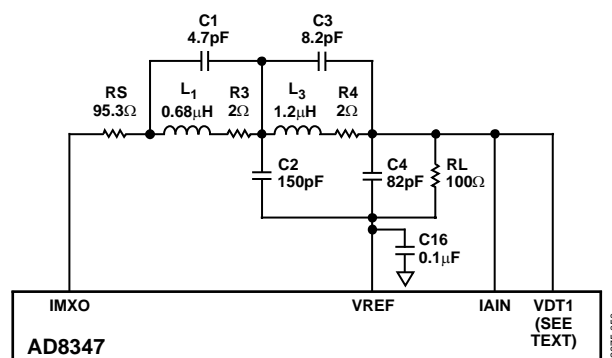 C1
4.7pF
C3
8.2pF
RS
95.3Ω
L1
0.68μH
R3
2Ω
L3
1.2μH
R4
2Ω
C2
150pF
C4
82pF
RL
100Ω
C16
0.1μF
IMXO
VREF
IAIN
VDT1
(SEE
TEXT)
AD8347